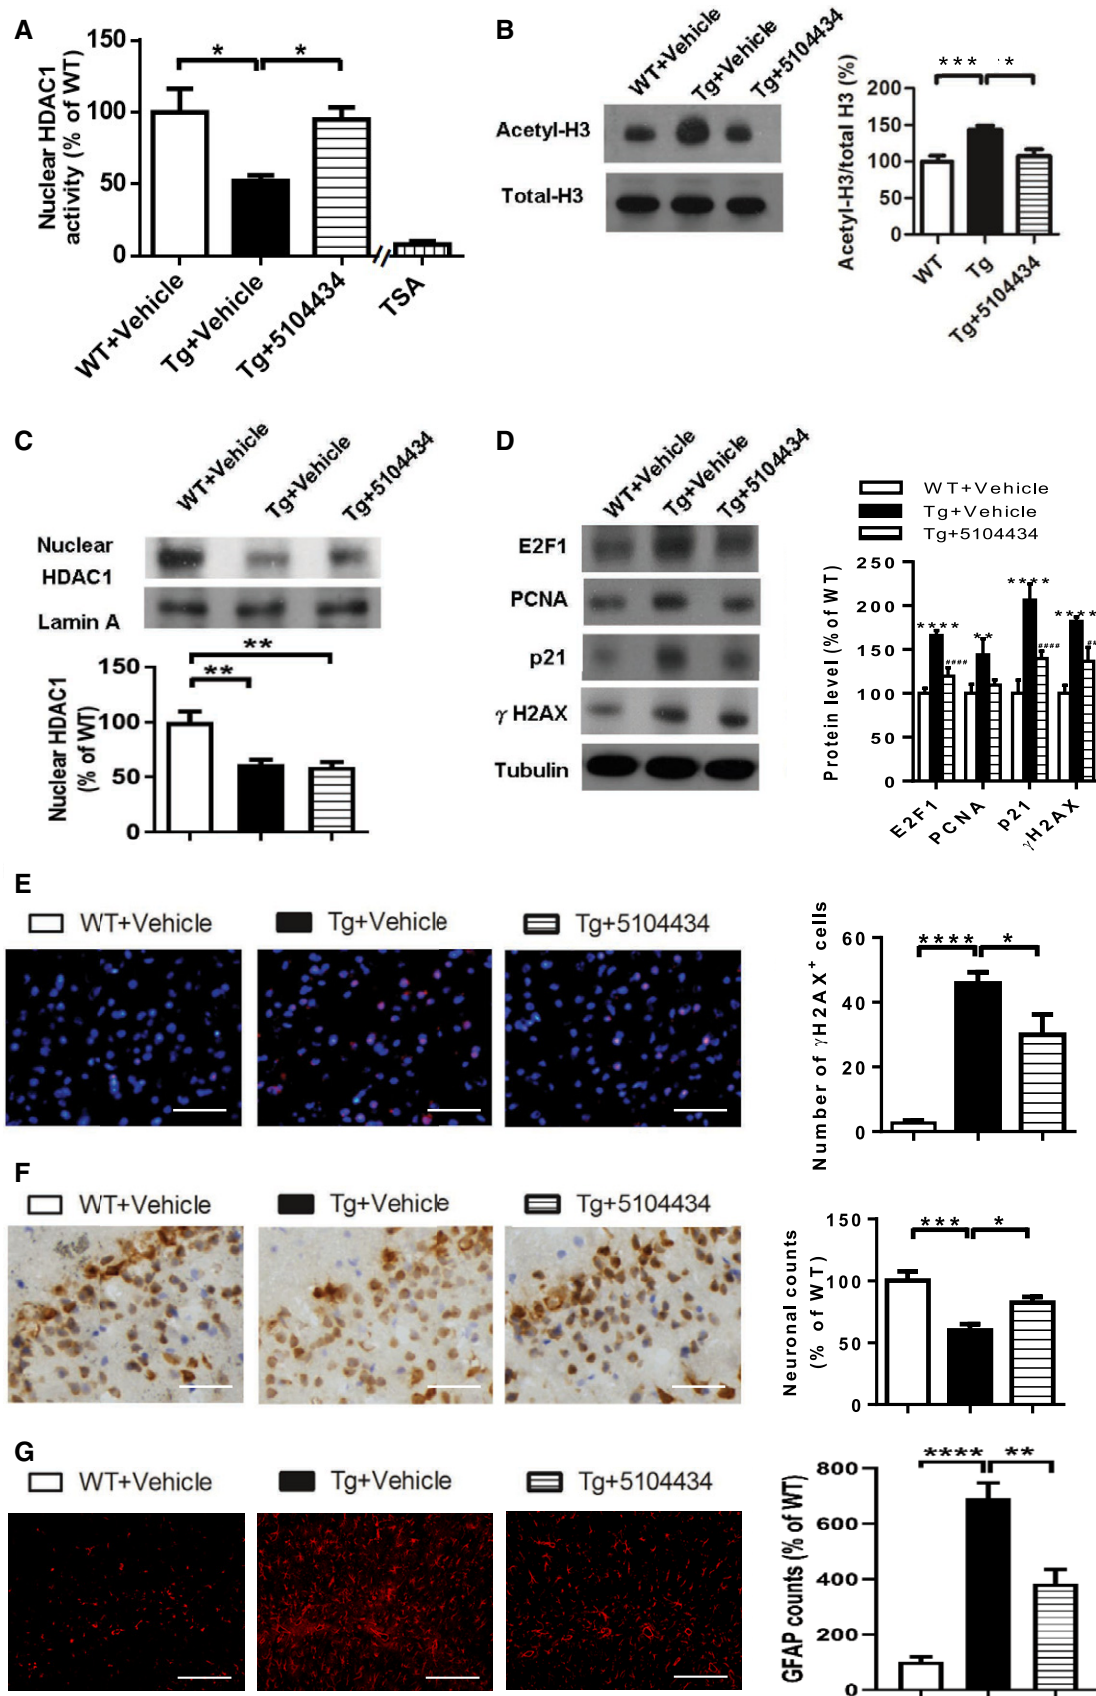 A
Nuclear HDAC1
activity (% of WT)
150
100
50
0
*
*
WT+Vehicle
Tg+Vehicle
Tg+5104434
TSA
B
WT+Vehicle
Tg+Vehicle
Tg+5104434
Acetyl-H3
Total-H3
Acetyl-H3/total H3 (%)
200
150
100
50
0
***
*
WT
Tg
Tg+5104434
C
WT+Vehicle
Tg+Vehicle
Tg+5104434
Nuclear
HDAC1
Lamin A
Nuclear HDAC1
(% of WT)
150
100
50
0
**
**
D
WT+Vehicle
Tg+Vehicle
Tg+5104434
E2F1
PCNA
p21
γ H2AX
Tubulin
WT+Vehicle
Tg+Vehicle
Tg+5104434
Protein level (% of WT)
250
200
150
100
50
0
****
####
**
****
####
****
##
E2F1
PCNA
p21
γH2AX
E
WT+Vehicle
Tg+Vehicle
Tg+5104434
Number of γH2AX+ cells
60
40
20
0
****
*
F
WT+Vehicle
Tg+Vehicle
Tg+5104434
Neuronal counts
(% of WT)
150
100
50
0
***
*
G
WT+Vehicle
Tg+Vehicle
Tg+5104434
GFAP counts (% of WT)
800
600
400
200
0
****
**